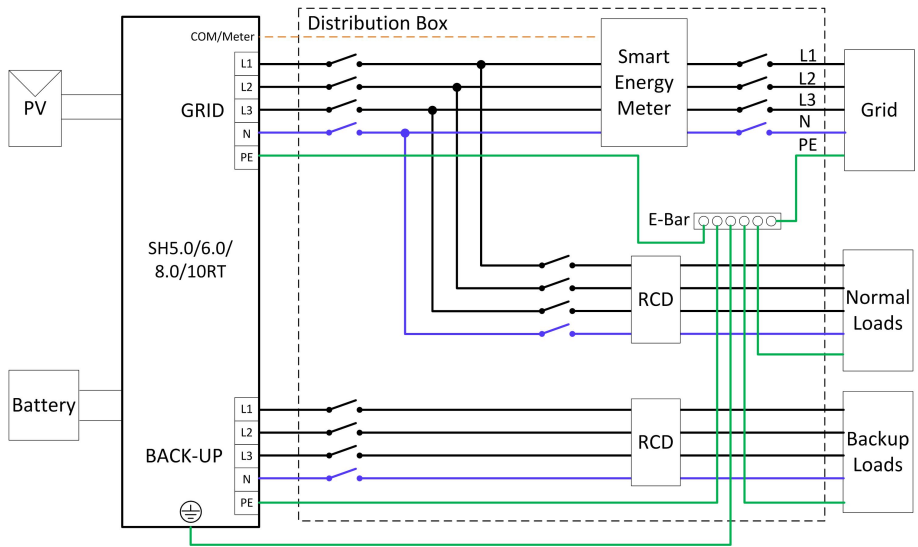 Distribution Box
COM/Meter
L1
L2
L3
N
PE
GRID
PV
Smart
Energy
Meter
L1
L2
L3
N
PE
Grid
E-Bar
SH5.0/6.0/
8.0/10RT
RCD
Normal
Loads
Battery
L1
L2
L3
N
PE
BACK-UP
RCD
Backup
Loads